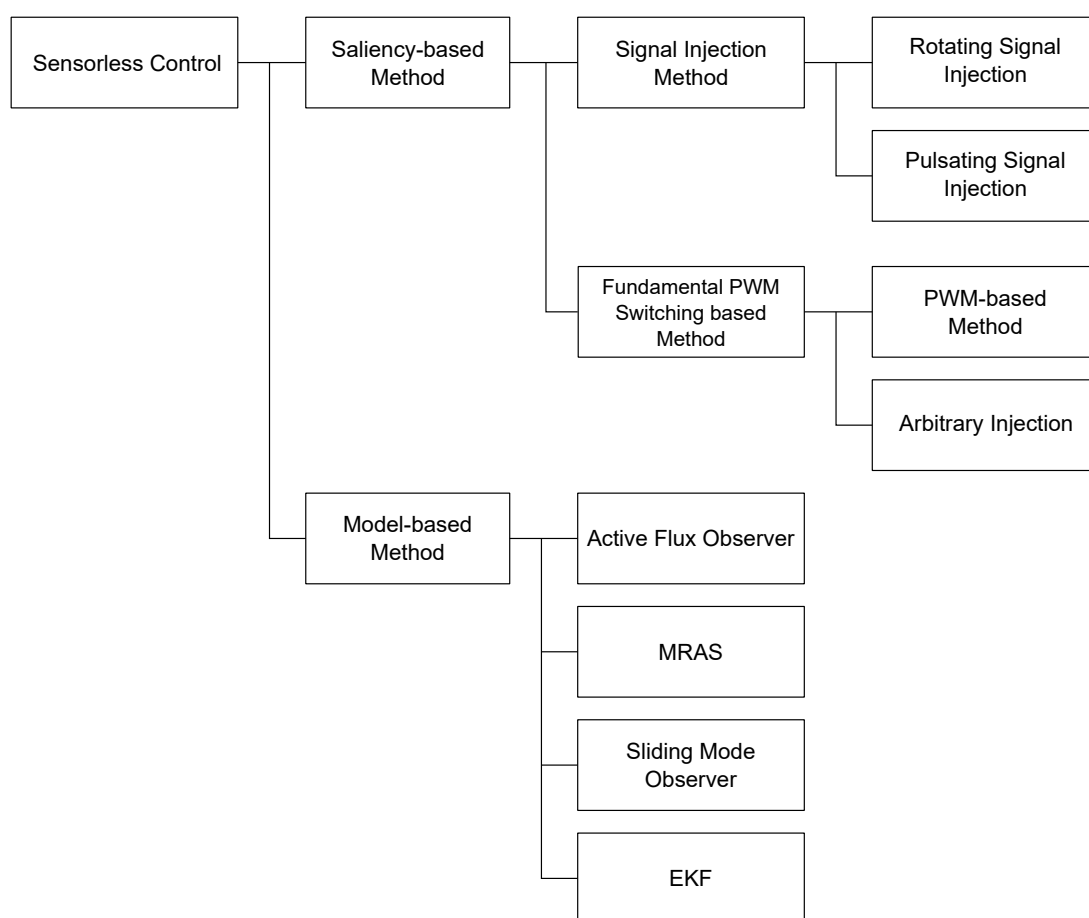 Sensorless Control
Saliency-based
Method
Signal Injection
Method
Rotating Signal
Injection
Pulsating Signal
Injection
Fundamental PWM
Switching based
Method
PWM-based
Method
Arbitrary Injection
Model-based
Method
Active Flux Observer
MRAS
Sliding Mode
Observer
EKF